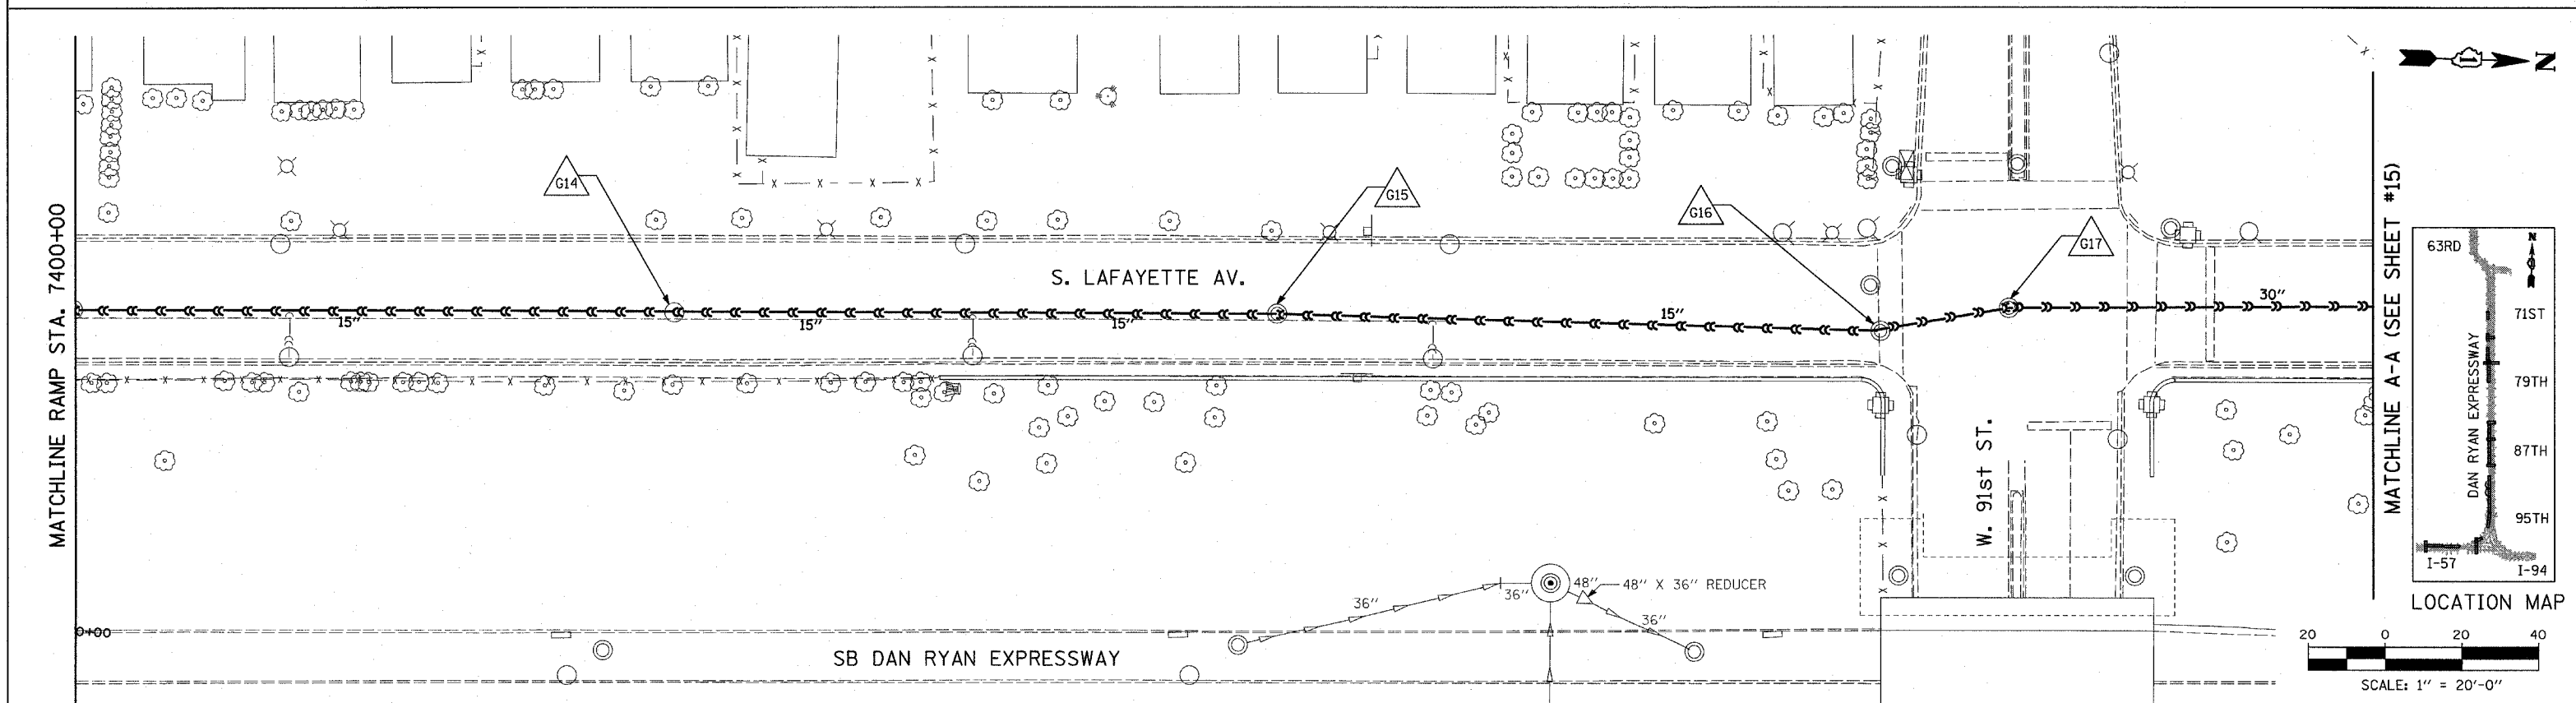 MATCHLINE RAMP STA. 7400+00
G14
G15
G16
G17
S. LAFAYETTE AV.
15"
15"
15"
15"
30"
W. 91st ST.
0+00
36"
36"
48"
48" X 36" REDUCER
36"
SB DAN RYAN EXPRESSWAY
MATCHLINE A-A (SEE SHEET #15)
1
N
63RD
N
71ST
79TH
87TH
95TH
DAN RYAN EXPRESSWAY
I-57
I-94
LOCATION MAP
20 0 20 40
SCALE: 1" = 20'-0"